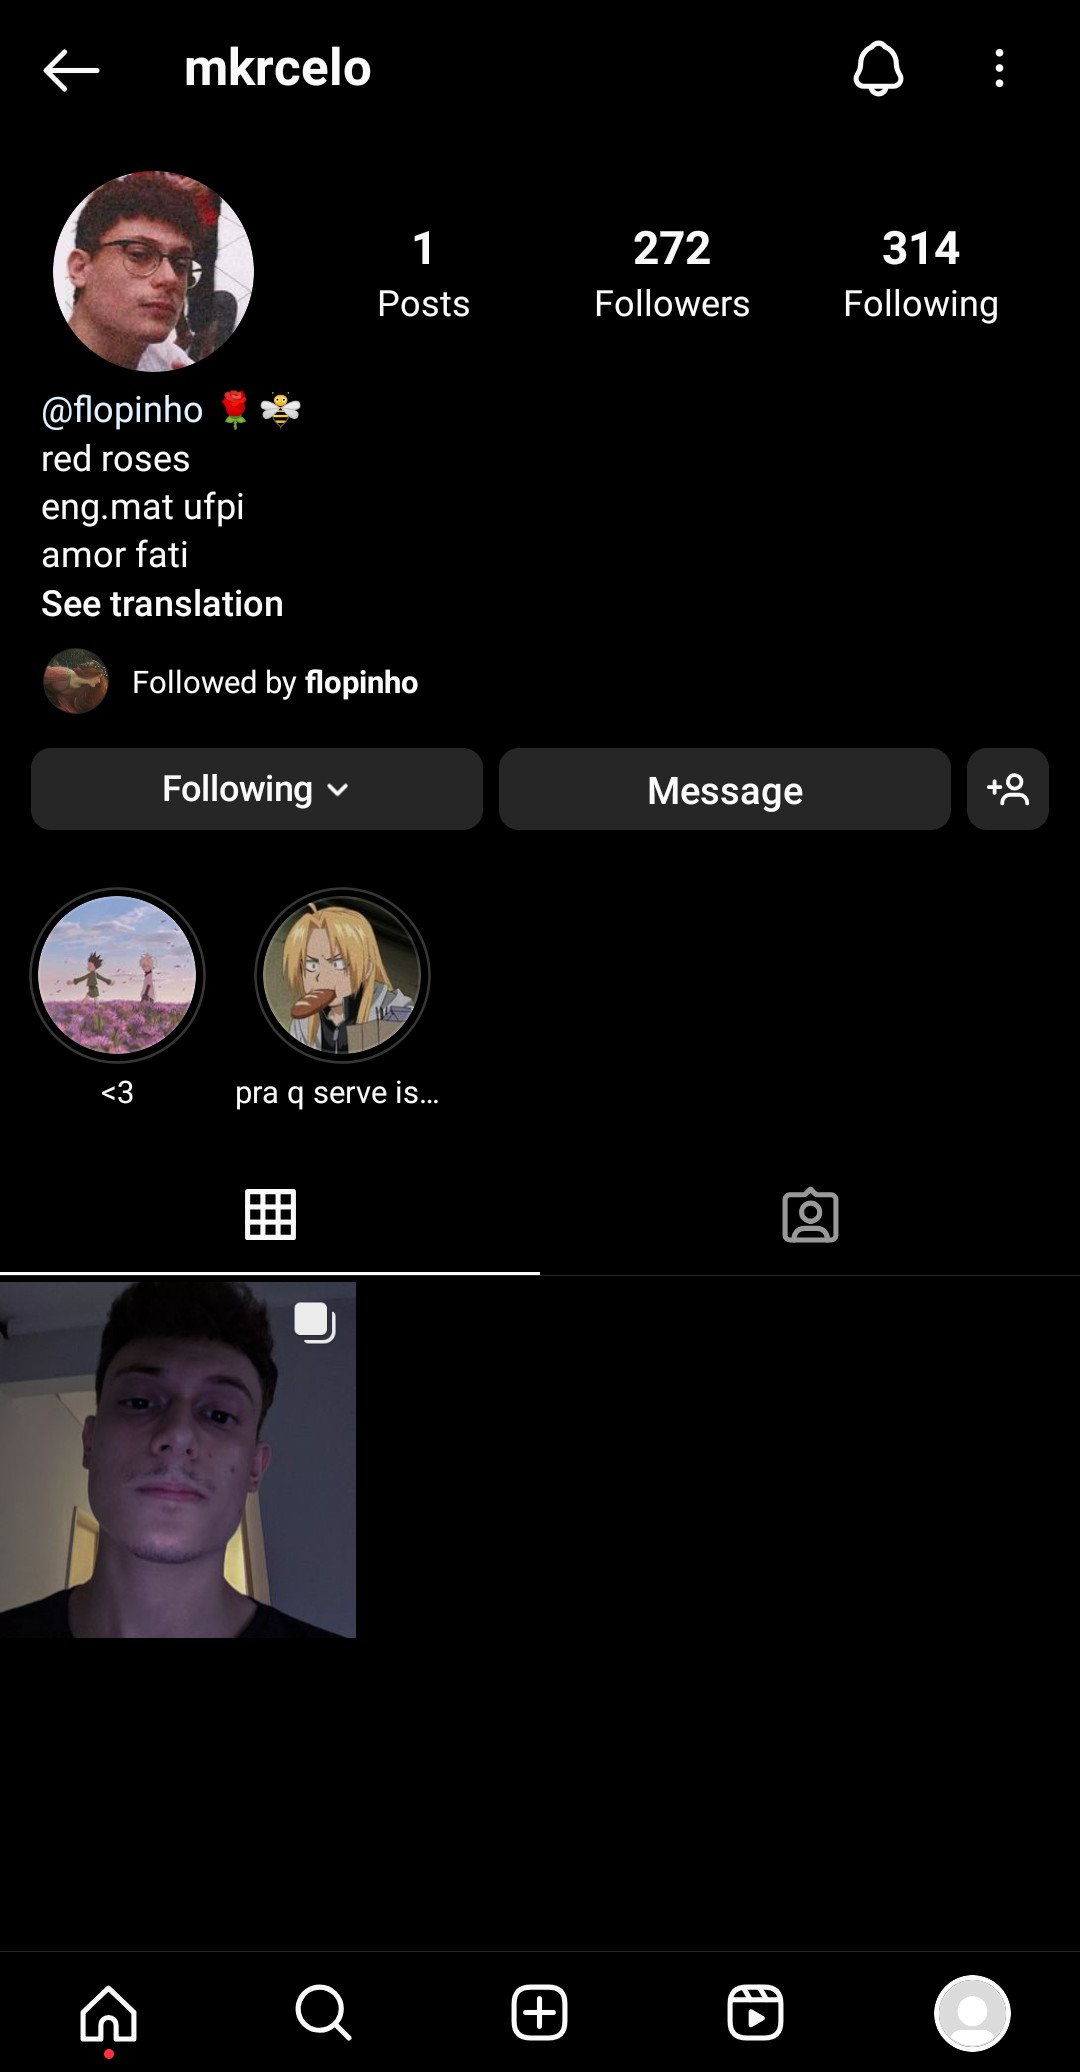 mkrcelo
1 272 314
Posts Followers Following
@flopinho 🌹🐝
red roses
eng.mat ufpi
amor fati
See translation
Followed by flopinho
Following Message
<3 pra q serve is...